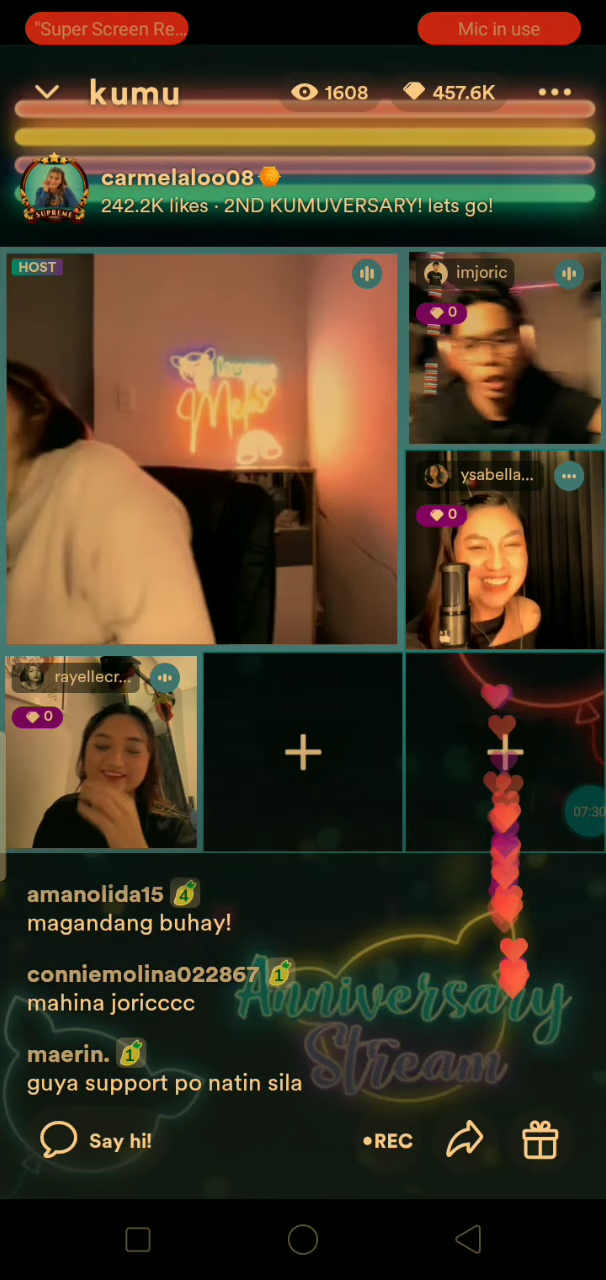 "Super Screen Re...
Mic in use
kumu
1608
457.6K
carmelaloo08
242.2K likes · 2ND KUMUVERSARY! lets go!
SUPREME
HOST
imjoric
0
ysabella...
0
rayellecr...
0
07:30
amanolida15 4
magandang buhay!
conniemolina022867 1
mahina joricccc
maerin. 1
guya support po natin sila
Anniversary
Stream
Say hi!
•REC